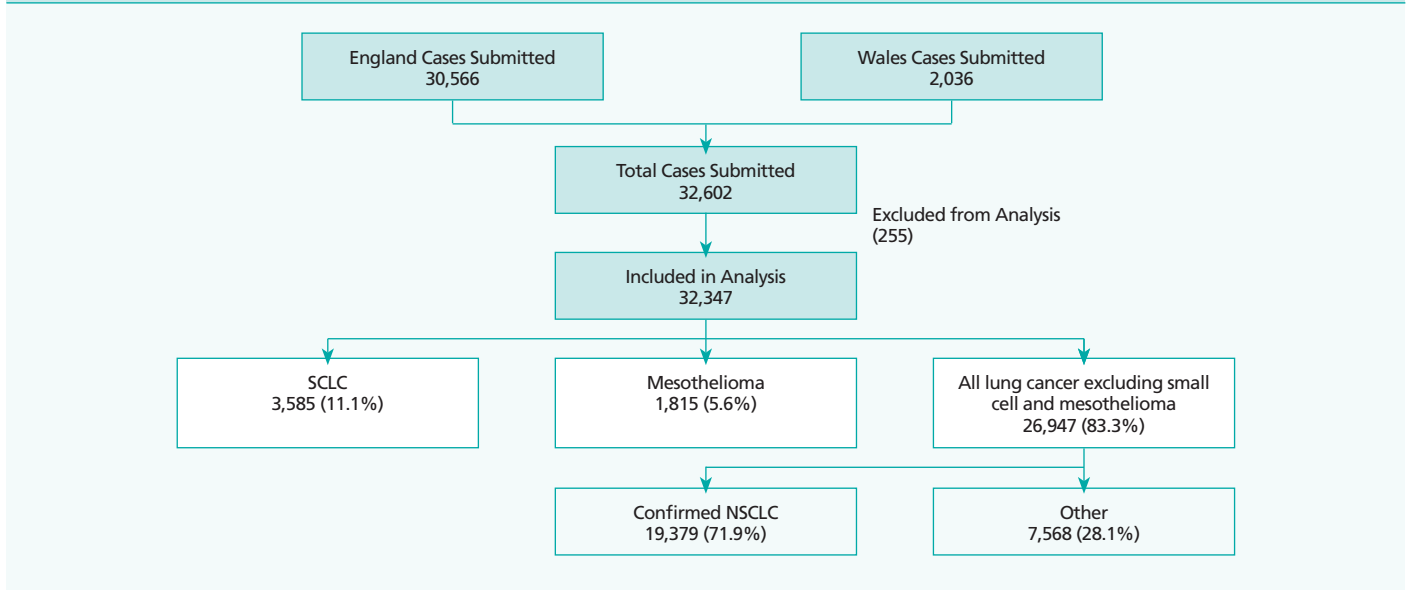 England Cases Submitted
30,566
Wales Cases Submitted
2,036
Total Cases Submitted
32,602
Excluded from Analysis
(255)
Included in Analysis
32,347
SCLC
3,585 (11.1%)
Mesothelioma
1,815 (5.6%)
All lung cancer excluding small
cell and mesothelioma
26,947 (83.3%)
Confirmed NSCLC
19,379 (71.9%)
Other
7,568 (28.1%)